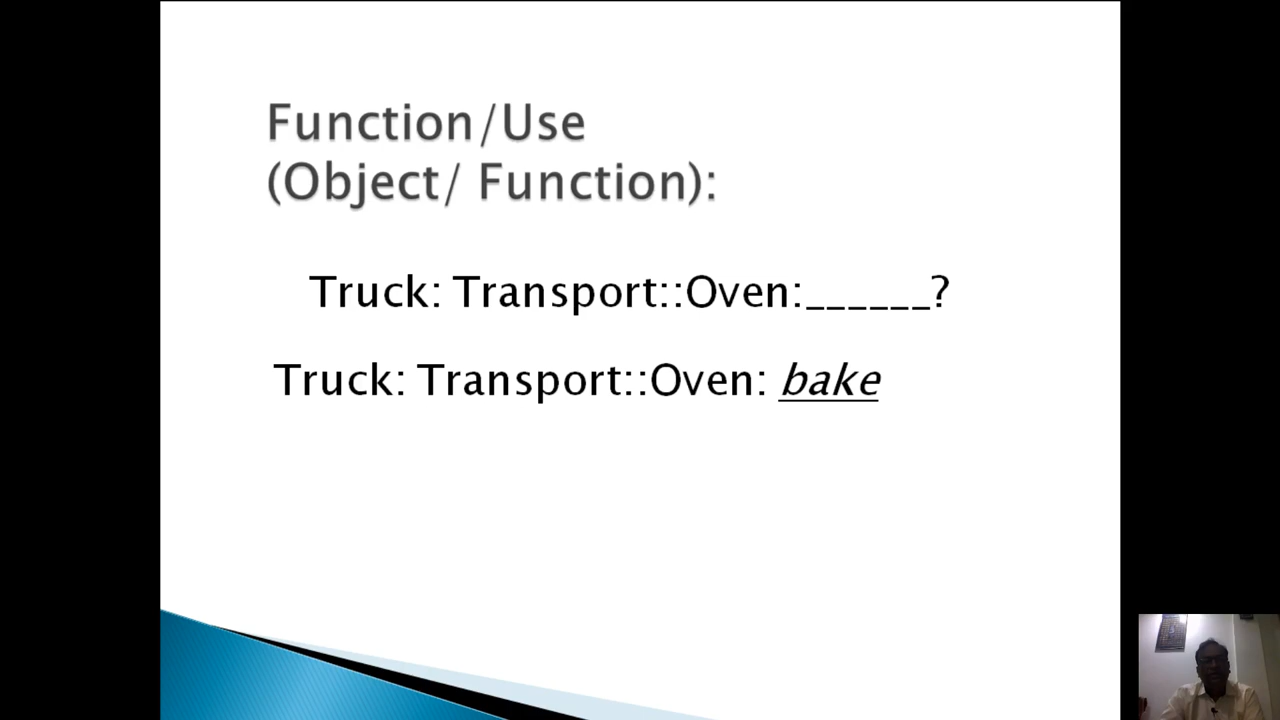 Function/Use
(Object/ Function):
Truck: Transport::Oven:______?
Truck: Transport::Oven: bake